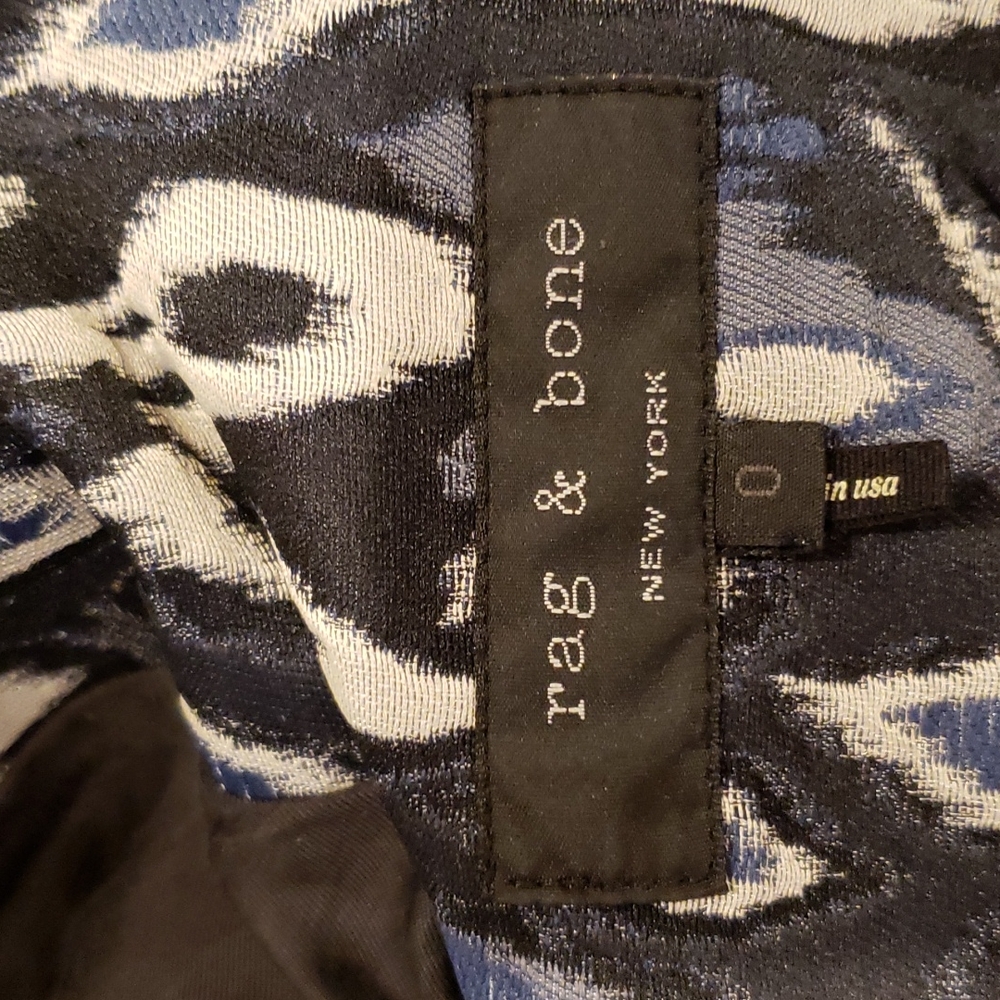 rag & bone
NEW YORK
0
in usa